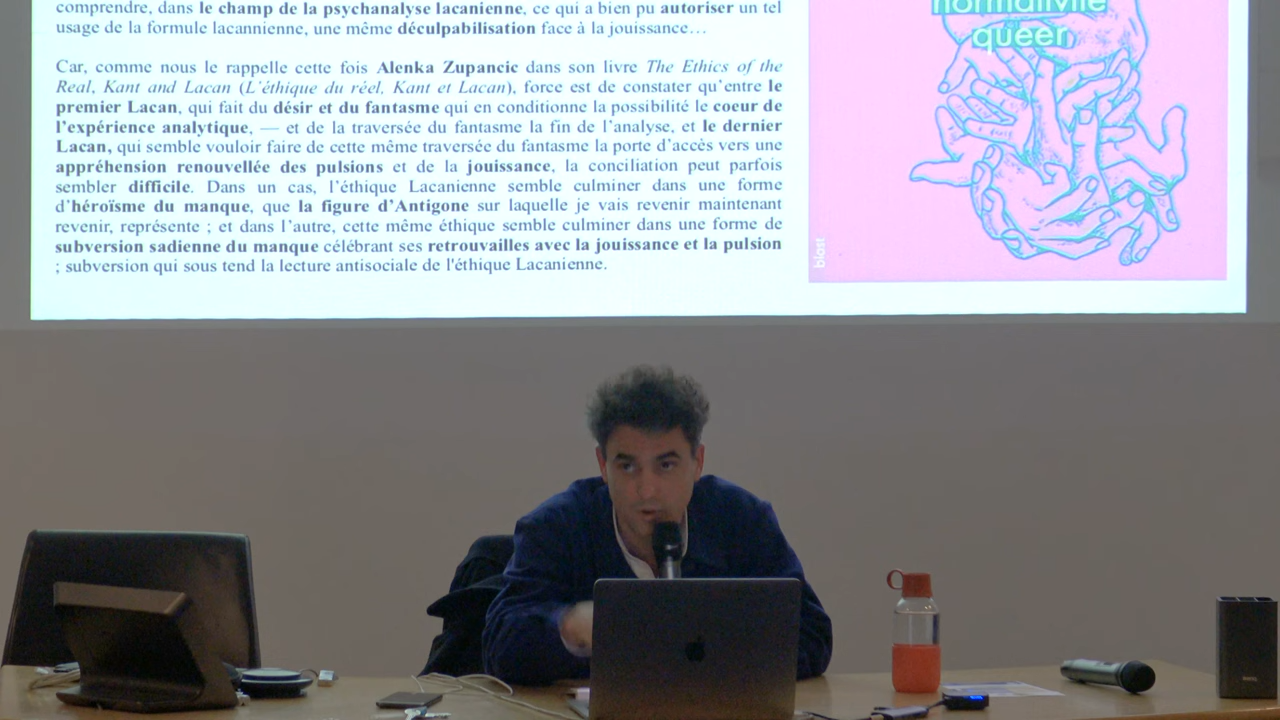 comprendre, dans le champ de la psychanalyse lacanienne, ce qui a bien pu autoriser un tel
usage de la formule lacannienne, une même déculpabilisation face à la jouissance…
Car, comme nous le rappelle cette fois Alenka Zupancic dans son livre The Ethics of the
Real, Kant and Lacan (L'éthique du réel, Kant et Lacan), force est de constater qu'entre le
premier Lacan, qui fait du désir et du fantasme qui en conditionne la possibilité le coeur de
l'expérience analytique, — et de la traversée du fantasme la fin de l'analyse, et le dernier
Lacan, qui semble vouloir faire de cette même traversée du fantasme la porte d'accès vers une
appréhension renouvellée des pulsions et de la jouissance, la conciliation peut parfois
sembler difficile. Dans un cas, l'éthique Lacanienne semble culminer dans une forme
d'héroïsme du manque, que la figure d'Antigone sur laquelle je vais revenir maintenant
revenir, représente ; et dans l'autre, cette même éthique semble culminer dans une forme de
subversion sadienne du manque célébrant ses retrouvailles avec la jouissance et la pulsion
; subversion qui sous tend la lecture antisociale de l'éthique Lacanienne.
normativité
queer
blast